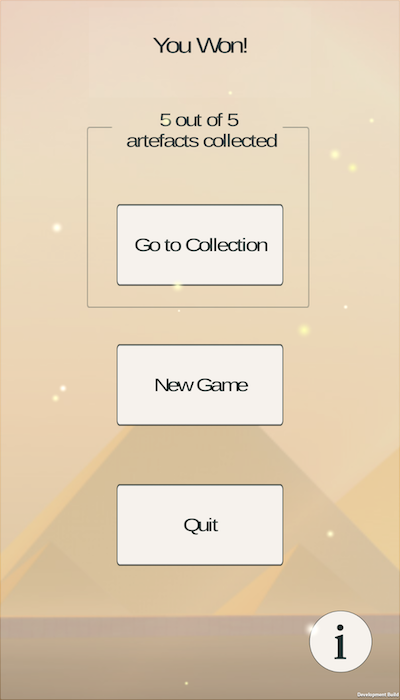 You Won!
5 out of 5
artefacts collected
Go to Collection
New Game
Quit
i
Development Build